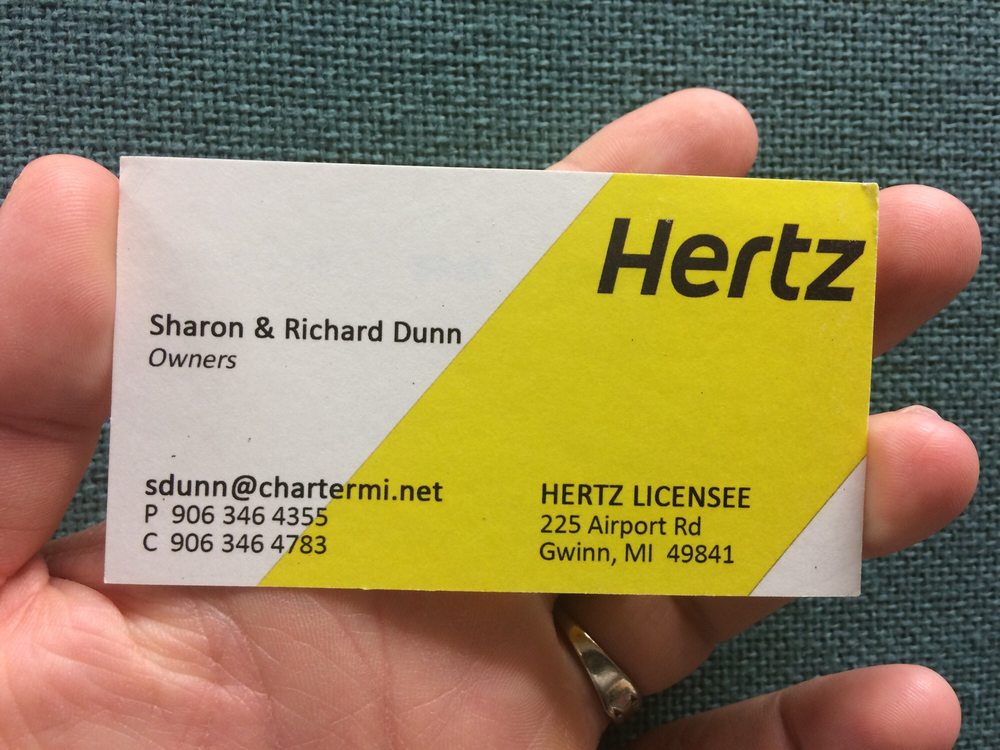 Hertz
Sharon & Richard Dunn
Owners
sdunn@chartermi.net
P 906 346 4355
C 906 346 4783
HERTZ LICENSEE
225 Airport Rd
Gwinn, MI 49841